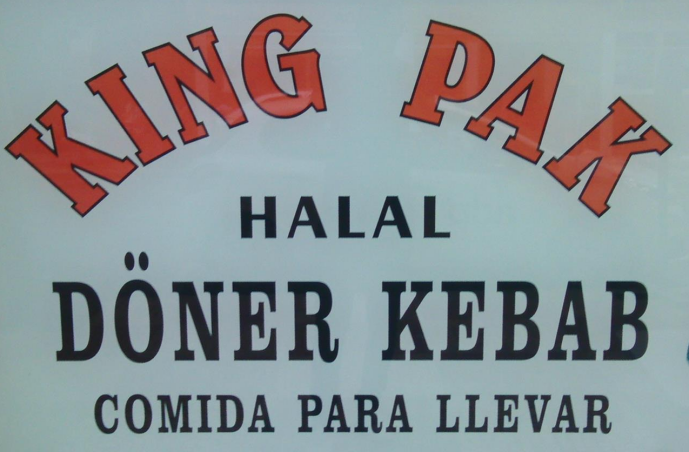 KING PAK
HALAL
DÖNER KEBAB
COMIDA PARA LLEVAR